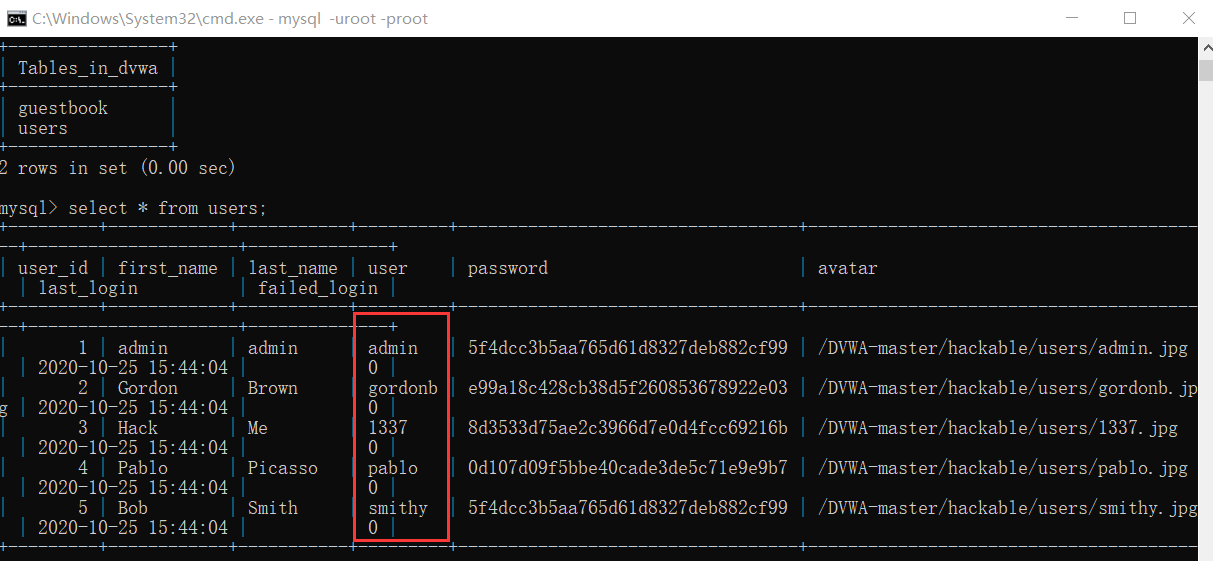 C:\Windows\System32\cmd.exe - mysql  -uroot -proot
+----------------+
| Tables_in_dvwa |
+----------------+
| guestbook      |
| users          |
+----------------+
2 rows in set (0.00 sec)
mysql> select * from users;
| user_id | first_name | last_name | user    | password                         | avatar
  | last_login          | failed_login |
|       1 | admin      | admin     | admin   | 5f4dcc3b5aa765d61d8327deb882cf99 | /DVWA-master/hackable/users/admin.jpg
  | 2020-10-25 15:44:04 |            0 |
|       2 | Gordon     | Brown     | gordonb | e99a18c428cb38d5f260853678922e03 | /DVWA-master/hackable/users/gordonb.jp
g | 2020-10-25 15:44:04 |            0 |
|       3 | Hack       | Me        | 1337    | 8d3533d75ae2c3966d7e0d4fcc69216b | /DVWA-master/hackable/users/1337.jpg
  | 2020-10-25 15:44:04 |            0 |
|       4 | Pablo      | Picasso   | pablo   | 0d107d09f5bbe40cade3de5c71e9e9b7 | /DVWA-master/hackable/users/pablo.jpg
  | 2020-10-25 15:44:04 |            0 |
|       5 | Bob        | Smith     | smithy  | 5f4dcc3b5aa765d61d8327deb882cf99 | /DVWA-master/hackable/users/smithy.jpg
  | 2020-10-25 15:44:04 |            0 |